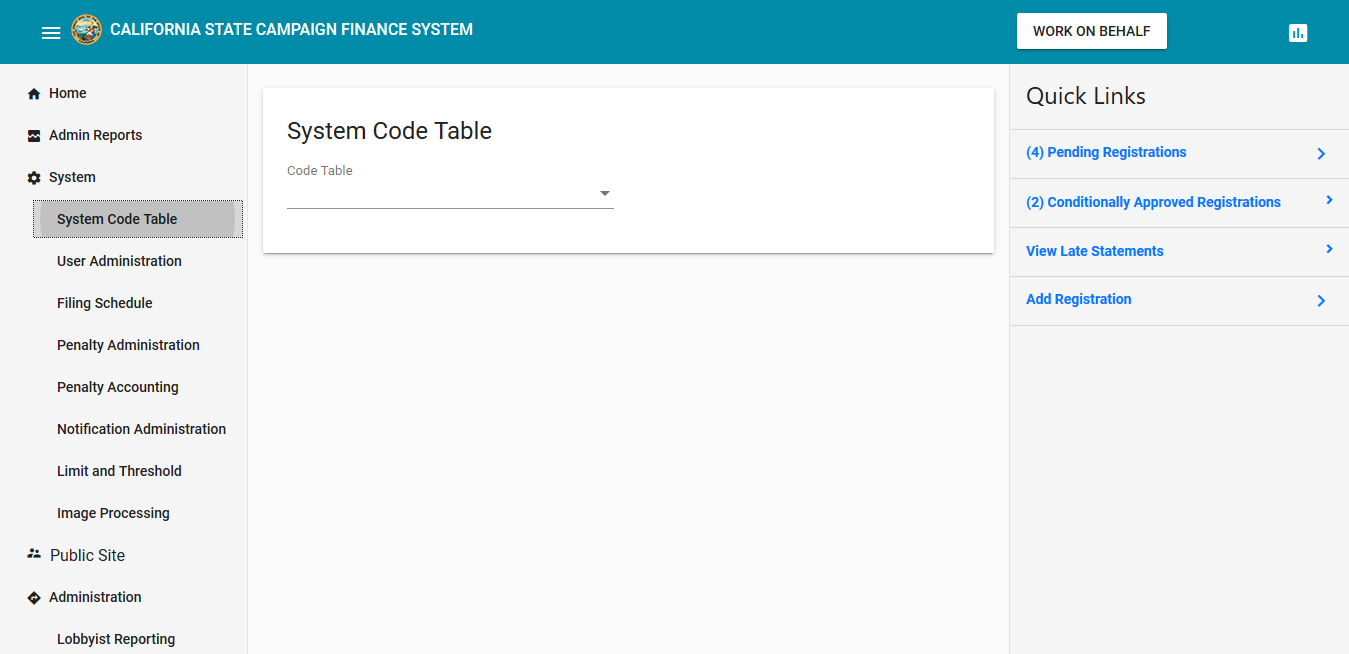 CALIFORNIA STATE CAMPAIGN FINANCE SYSTEM
WORK ON BEHALF
Home
Admin Reports
System
System Code Table
User Administration
Filing Schedule
Penalty Administration
Penalty Accounting
Notification Administration
Limit and Threshold
Image Processing
Public Site
Administration
Lobbyist Reporting
System Code Table
Code Table
Quick Links
(4) Pending Registrations
(2) Conditionally Approved Registrations
View Late Statements
Add Registration